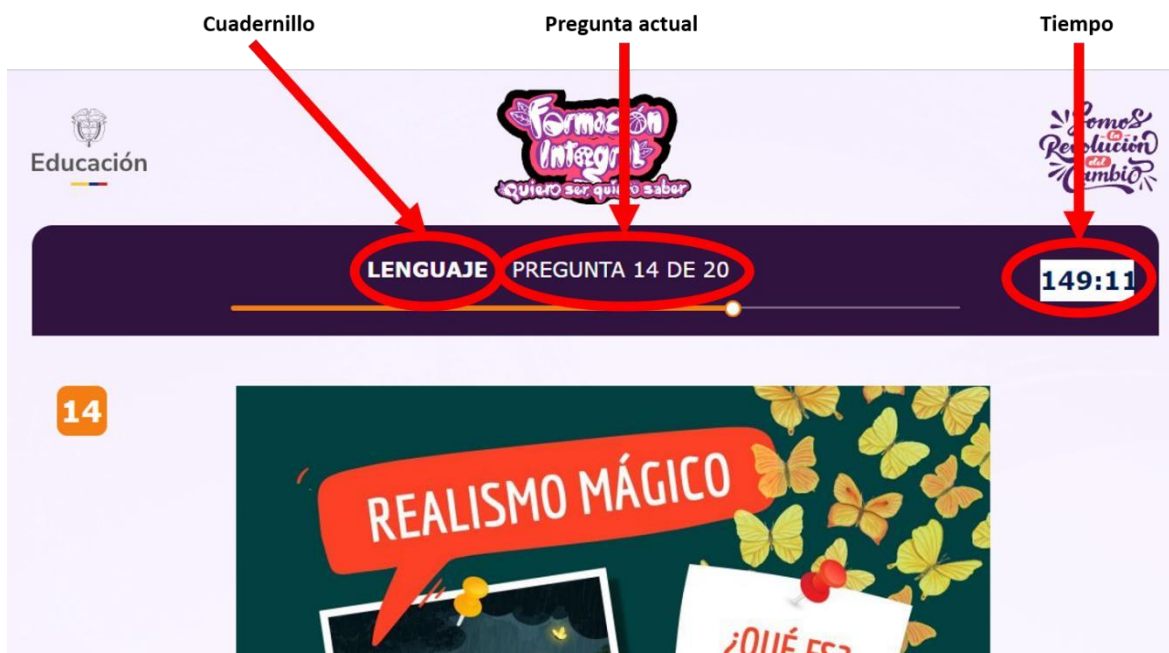 Cuadernillo Pregunta actual Tiempo
Educación
Formación
Integral
Quiero ser quiero saber
Somos
la
Revolución
del
Cambio
LENGUAJE PREGUNTA 14 DE 20
149:11
14
REALISMO MÁGICO
¿QUÉ ES?